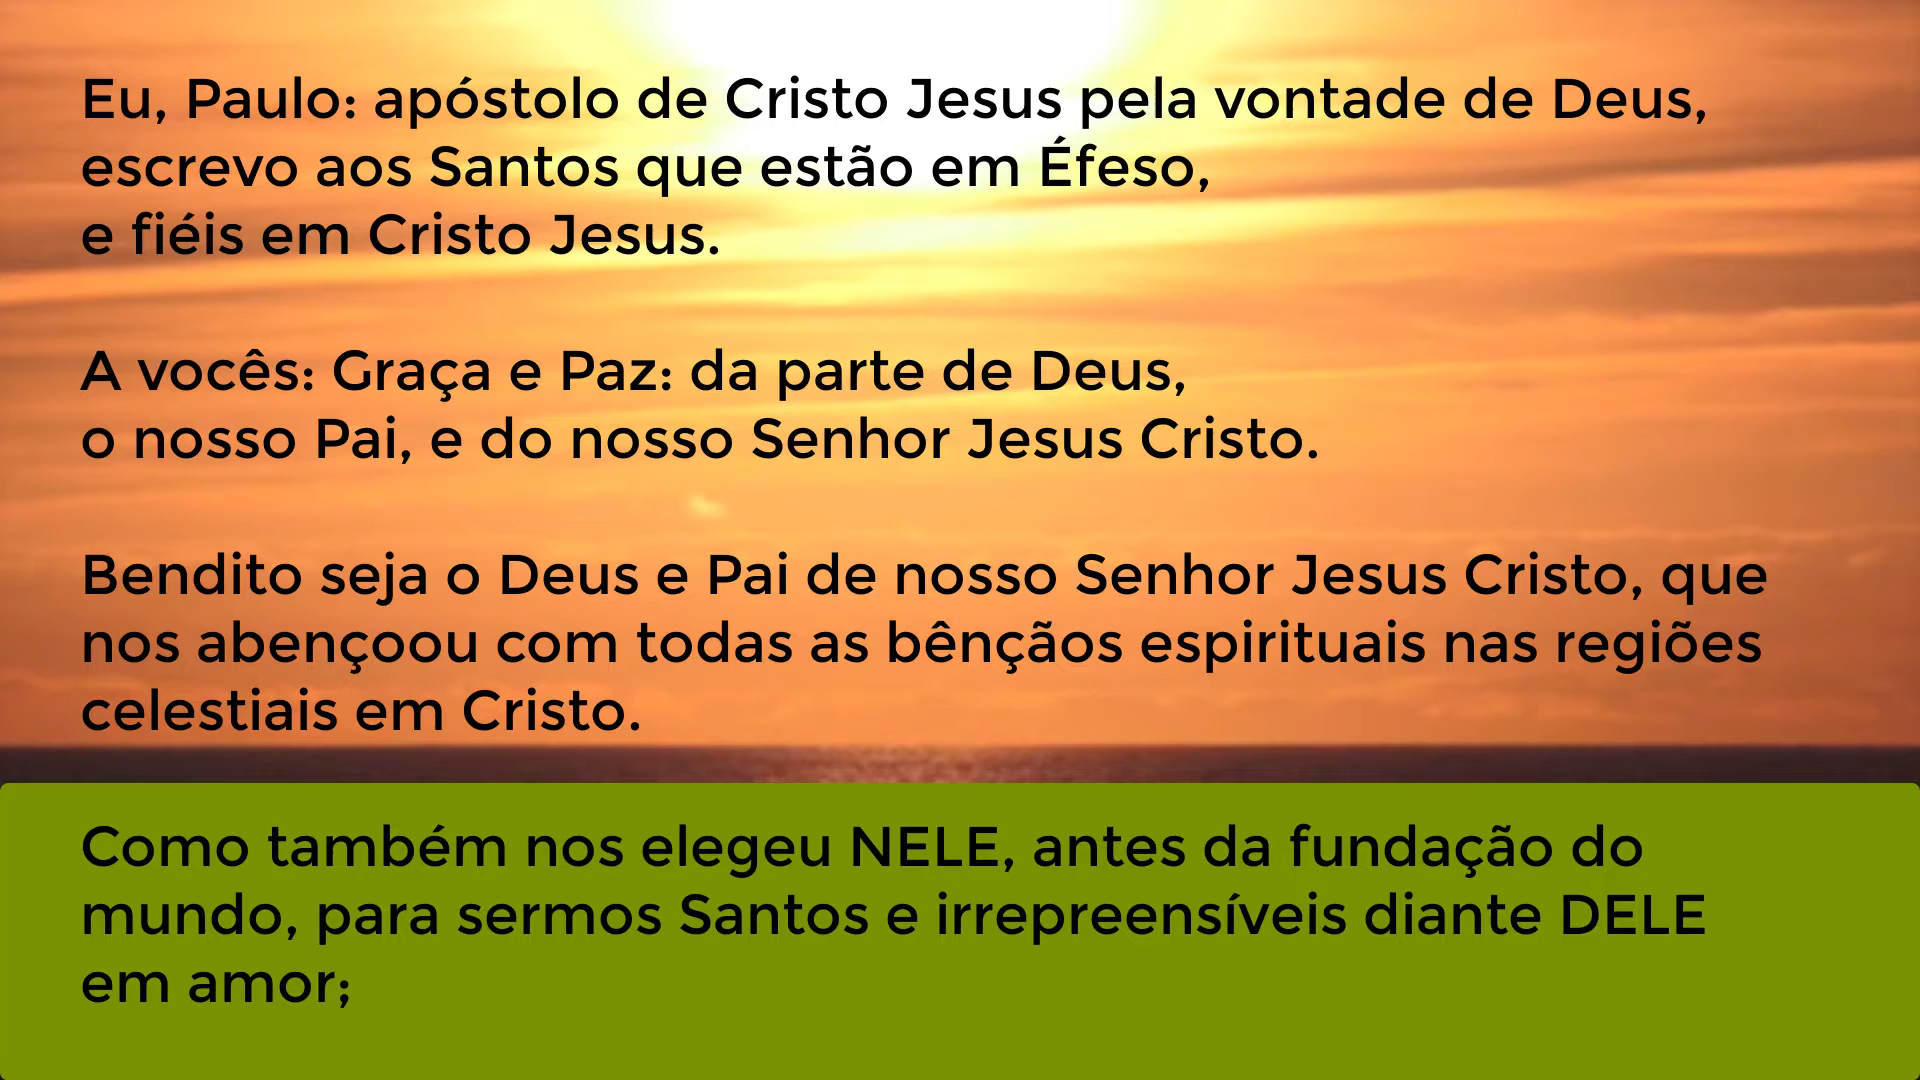 Eu, Paulo: apóstolo de Cristo Jesus pela vontade de Deus,
escrevo aos Santos que estão em Éfeso,
e fiéis em Cristo Jesus.
A vocês: Graça e Paz: da parte de Deus,
o nosso Pai, e do nosso Senhor Jesus Cristo.
Bendito seja o Deus e Pai de nosso Senhor Jesus Cristo, que
nos abençoou com todas as bênçãos espirituais nas regiões
celestiais em Cristo.
Como também nos elegeu NELE, antes da fundação do
mundo, para sermos Santos e irrepreensíveis diante DELE
em amor;